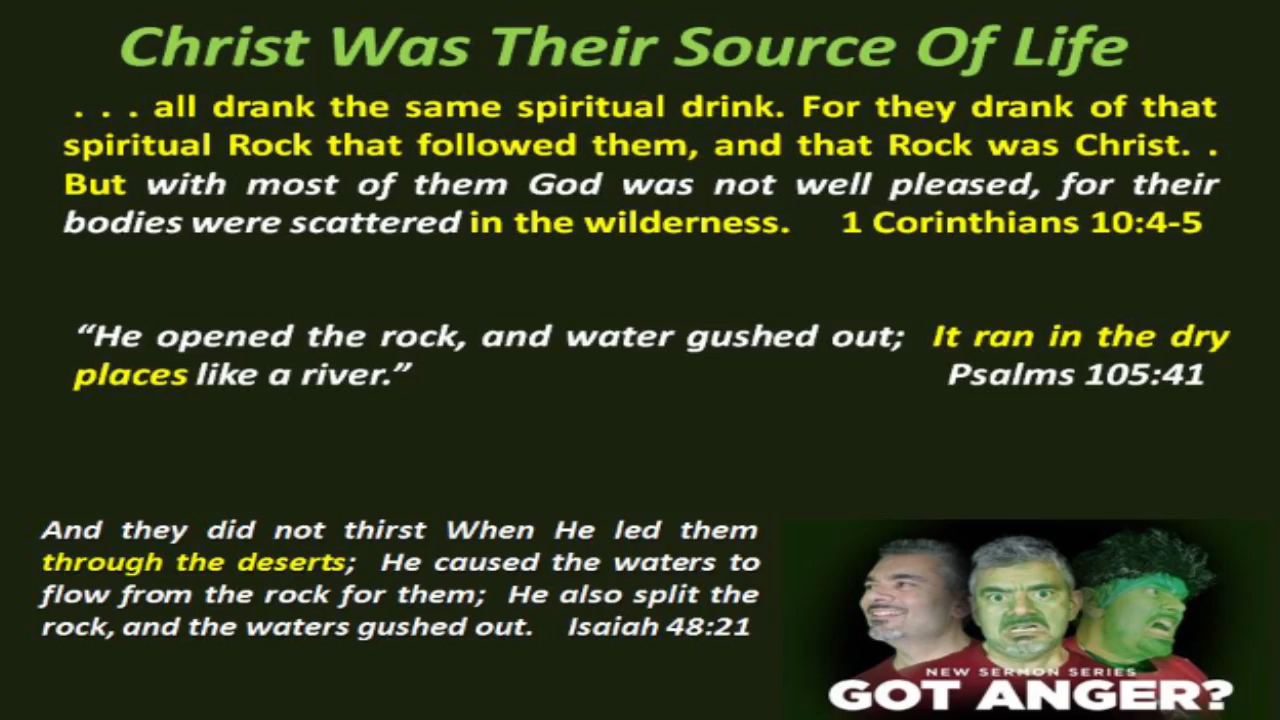 Christ Was Their Source Of Life
. . . all drank the same spiritual drink. For they drank of that
spiritual Rock that followed them, and that Rock was Christ. . .
But with most of them God was not well pleased, for their
bodies were scattered in the wilderness. 1 Corinthians 10:4-5
“He opened the rock, and water gushed out; It ran in the dry
places like a river.” Psalms 105:41
And they did not thirst When He led them
through the deserts; He caused the waters to
flow from the rock for them; He also split the
rock, and the waters gushed out. Isaiah 48:21
NEW SERMON SERIES
GOT ANGER?